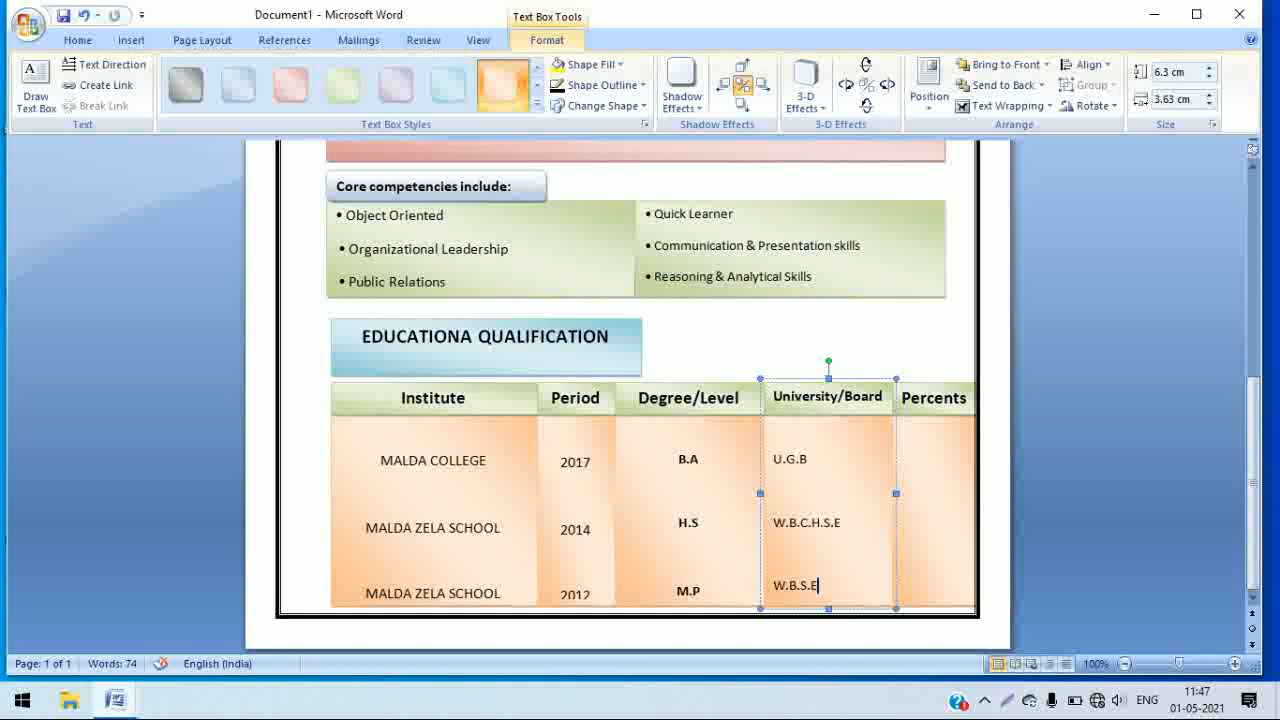 Document1 - Microsoft Word
Text Box Tools
Home Insert Page Layout References Mailings Review View Format
Draw Text Box
Text Direction
Create Link
Break Link
Text
Text Box Styles
Shape Fill
Shape Outline
Change Shape
Shadow Effects
Shadow Effects
3-D Effects
3-D Effects
Position
Bring to Front
Send to Back
Text Wrapping
Align
Group
Rotate
Arrange
6.3 cm
3.63 cm
Size
Core competencies include:
• Object Oriented
• Organizational Leadership
• Public Relations
• Quick Learner
• Communication & Presentation skills
• Reasoning & Analytical Skills
EDUCATIONA QUALIFICATION
Institute Period Degree/Level University/Board Percents
MALDA COLLEGE 2017 B.A U.G.B
MALDA ZELA SCHOOL 2014 H.S W.B.C.H.S.E
MALDA ZELA SCHOOL 2012 M.P W.B.S.E
Page: 1 of 1 Words: 74 English (India) 100%
ENG 11:47
01-05-2021